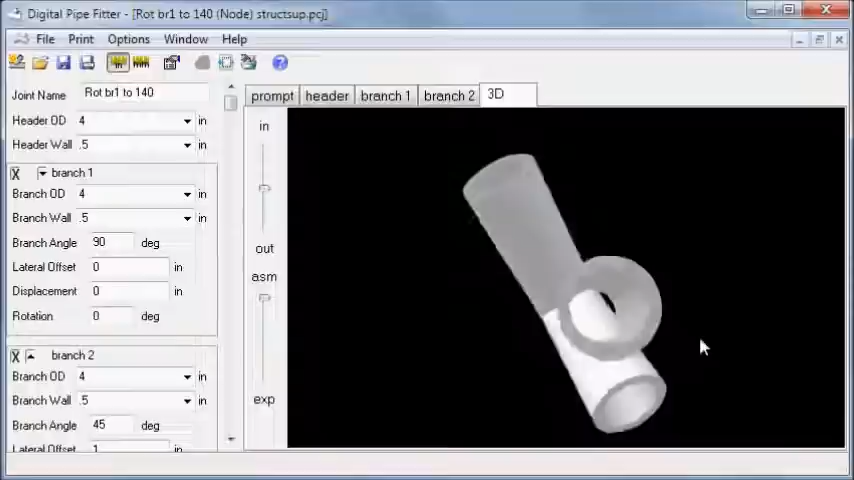 Digital Pipe Fitter - [Rot br1 to 140 (Node) structsup.pcj]
File Print Options Window Help
Joint Name Rot br1 to 140
Header OD 4 in
Header Wall .5 in
X branch 1
Branch OD 4 in
Branch Wall .5 in
Branch Angle 90 deg
Lateral Offset 0 in
Displacement 0 in
Rotation 0 deg
X branch 2
Branch OD 4 in
Branch Wall .5 in
Branch Angle 45 deg
Lateral Offset 1 in
prompt header branch 1 branch 2 3D
in
out
asm
exp